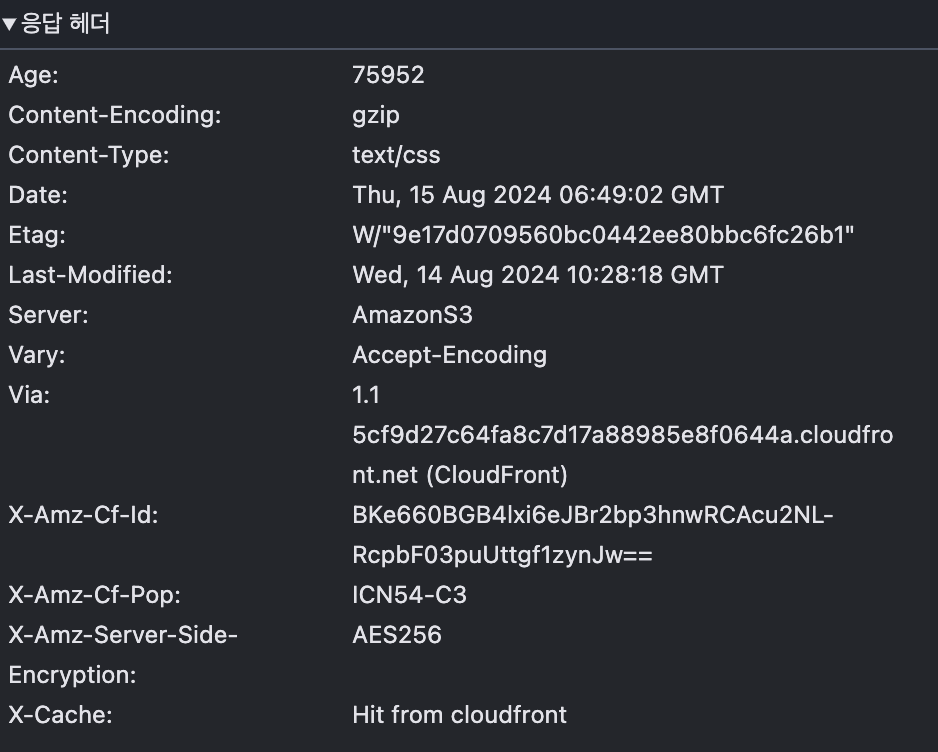 ▼응답 헤더
Age: 75952
Content-Encoding: gzip
Content-Type: text/css
Date: Thu, 15 Aug 2024 06:49:02 GMT
Etag: W/"9e17d0709560bc0442ee80bbc6fc26b1"
Last-Modified: Wed, 14 Aug 2024 10:28:18 GMT
Server: AmazonS3
Vary: Accept-Encoding
Via: 1.1
5cf9d27c64fa8c7d17a88985e8f0644a.cloudfro
nt.net (CloudFront)
X-Amz-Cf-Id: BKe660BGB4lxi6eJBr2bp3hnwRCAcu2NL-
RcpbF03puUttgf1zynJw==
X-Amz-Cf-Pop: ICN54-C3
X-Amz-Server-Side- AES256
Encryption:
X-Cache: Hit from cloudfront